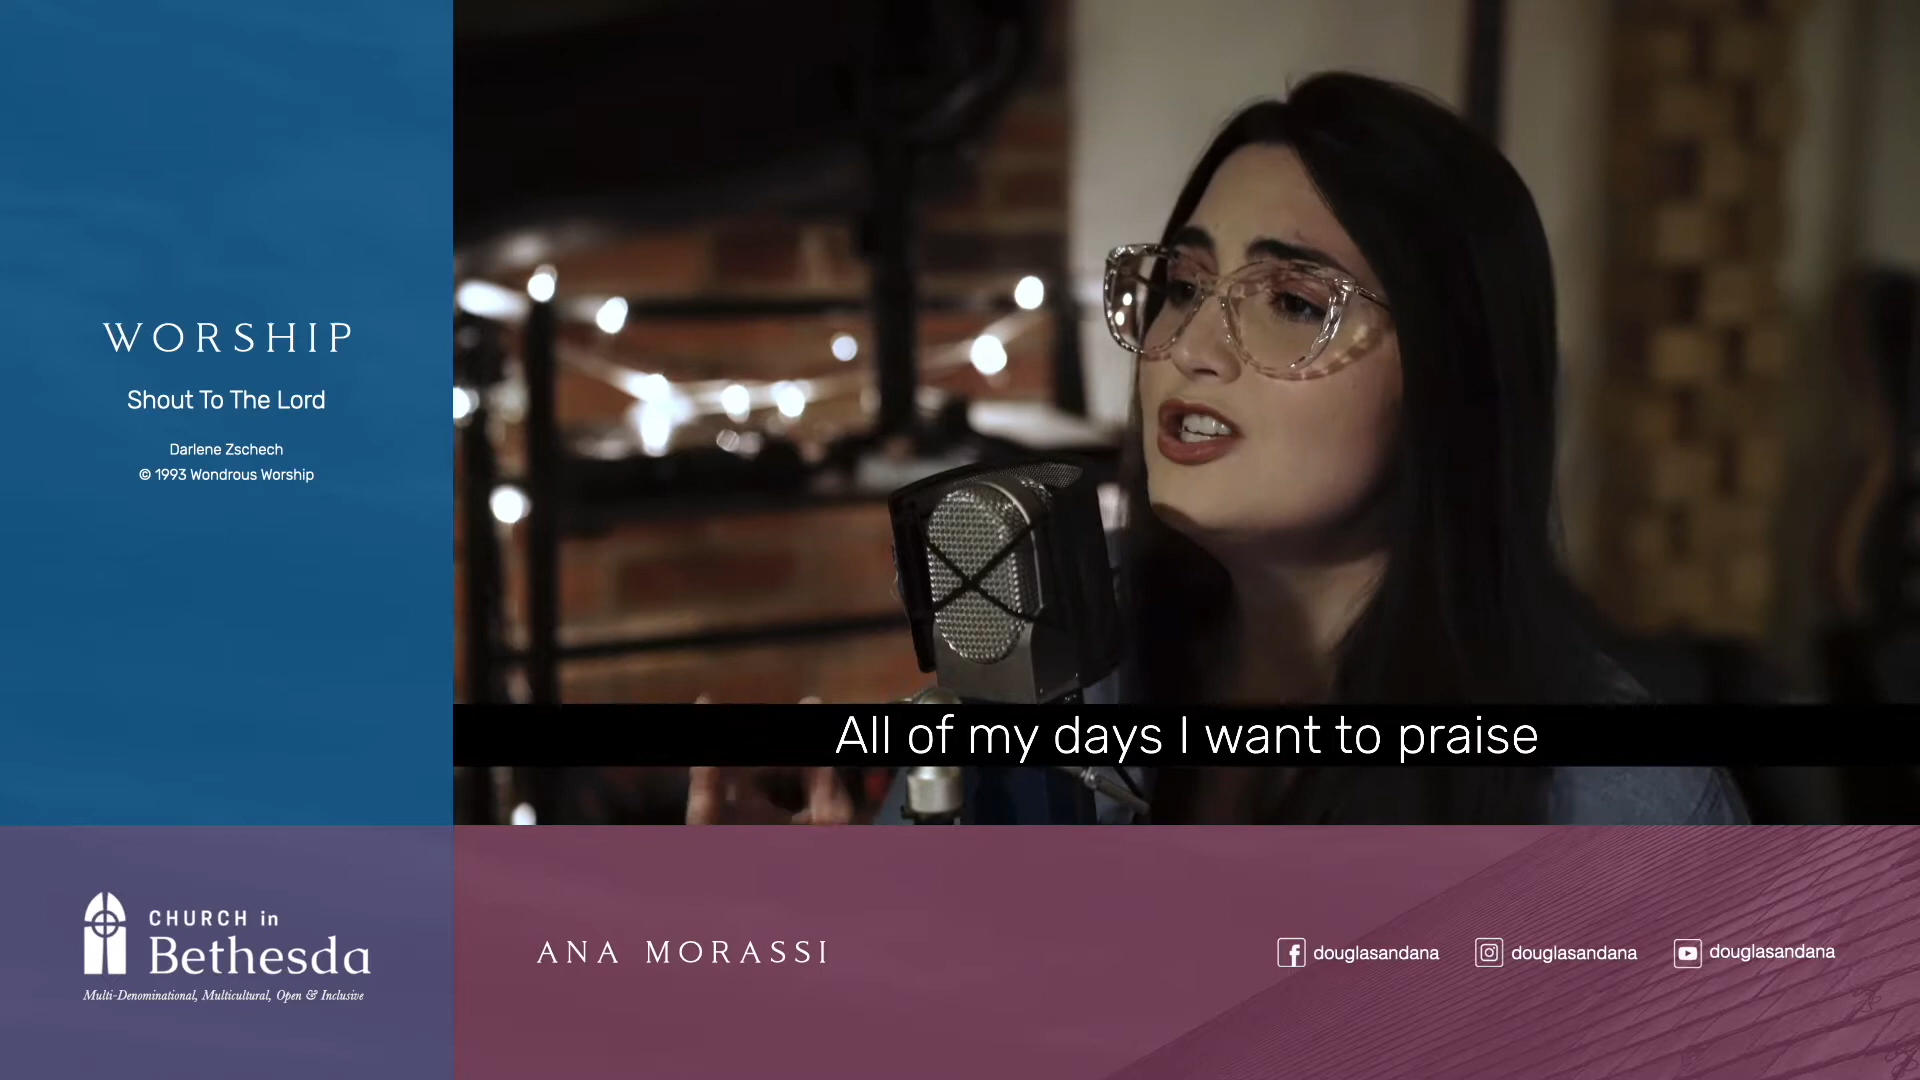 WORSHIP
Shout To The Lord
Darlene Zschech
© 1993 Wondrous Worship
All of my days I want to praise
CHURCH in
Bethesda
Multi-Denominational, Multicultural, Open & Inclusive
ANA MORASSI
douglasandana
douglasandana
douglasandana